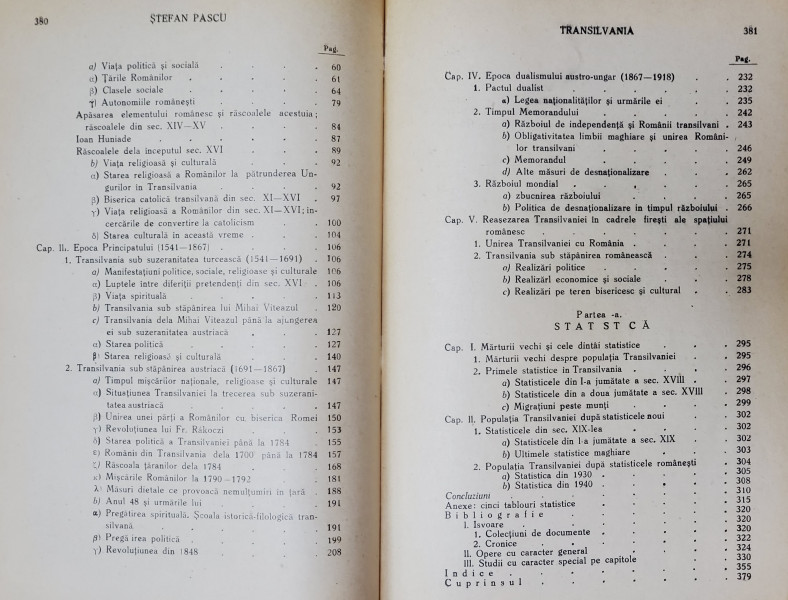 380
ŞTEFAN PASCU
Pag.
a) Viaţa politică şi socială . . . . 60
α) Ţările Românilor . . . . . 61
β) Clasele sociale . . . . . 64
γ) Autonomiile româneşti . . . . 79
Apăsarea elementului românesc şi răscoalele acestuia;
răscoalele din sec. XIV—XV . . . . 84
Ioan Huniade . . . . . 87
Răscoalele dela începutul sec. XVI . . . 89
b) Viaţa religioasă şi culturală . . . . 92
α) Starea religioasă a Românilor la pătrunderea Un-
gurilor în Transilvania . . . . 92
β) Biserica catolică transilvană din sec. XI—XVI . . 97
γ) Viaţa religioasă a Românilor din sec. XI—XVI; în-
cercările de convertire la catolicism . . . 100
δ) Starea culturală în această vreme . . . 104
Cap. II. Epoca Principatului (1541—1867) . . . . 106
1. Transilvania sub suzeranitatea turcească (1541—1691) . 106
a) Manifestaţiuni politice, sociale, religioase şi culturale 106
α) Luptele între diferiţii pretendenţi din sec. XVI . . 106
β) Viaţa spirituală . . . . . 113
b) Transilvania sub stăpânirea lui Mihai Viteazul . 120
c) Transilvania dela Mihai Viteazul până la ajungerea
ei sub suzeranitatea austriacă . . . 127
α) Starea politică . . . . . 127
β) Starea religioasă şi culturală . . . . 140
2. Transilvania sub stăpânirea austriacă (1691—1867) . 147
a) Timpul mişcărilor naţionale, religioase şi culturale 147
α) Situaţiunea Transilvaniei la trecerea sub suzerani-
tatea austriacă . . . . . 147
β) Unirea unei părţi a Românilor cu biserica Romei 150
γ) Revoluţiunea lui Fr. Rákoczi . . . 153
δ) Starea politică a Transilvaniei până la 1784 . 155
ε) Românii din Transilvania dela 1700 până la 1784 157
ζ) Răscoala ţăranilor dela 1784 . . . 168
κ) Mişcările Românilor la 1790—1792 . . 181
λ) Măsuri dietale ce provoacă nemulţumiri în ţară . 188
b) Anul 48 şi urmările lui . . . . 191
α) Pregătirea spirituală. Şcoala istorică-filologică tran-
silvană . . . . . 191
β) Pregă irea politică . . . . 199
γ) Revoluţiunea din 1848 . . . . 208
TRANSILVANIA
381
Pag.
Cap. IV. Epoca dualismului austro-ungar (1867—1918) . . 232
1. Pactul dualist . . . . . 232
a) Legea naţionalităţilor şi urmările ei . . . 235
2. Timpul Memorandului . . . . 242
a) Războiul de independenţă şi Românii transilvani . 243
b) Obligativitatea limbii maghiare şi unirea Români-
lor transilvani . . . . 246
c) Memorandul . . . . . 249
d) Alte măsuri de desnaţionalizare . . . 262
3. Războiul mondial . . . . . 265
a) zbucnirea războiului . . . . 265
b) Politica de desnaţionalizare în timpul războiului . 266
Cap. V. Reaşezarea Transilvaniei în cadrele fireşti ale spaţiului
românesc . . . . . 271
1. Unirea Transilvaniei cu România . . . 271
2. Transilvania sub stăpânirea românească . . 274
a) Realizări politice . . . . 275
b) Realizărl economice şi sociale . . . 278
c) Realizări pe teren bisericesc şi cultural . . 283
Partea -a.
STAT STCĂ
Cap. I. Mărturii vechi şi cele dintâi statistice . . . 295
1. Mărturii vechi despre populaţia Transilvaniei . . 295
2. Primele statistice în Transilvania . . . 296
a) Statisticele din I-a jumătate a sec. XVIII . . 297
b) Statisticele din a doua jumătate a sec. XVIII . 298
c) Migraţiuni peste munţi . . . . 299
Cap. II. Populaţia Transilvaniei după statisticele noui . . 302
1. Statisticele din sec. XIX-lea . . . . 302
a) Statisticele din I-a jumătate a sec. XIX . . 302
b) Ultimele statistice maghiare . . . 303
2. Populaţia Transilvaniei după statisticele româneşti . 304
a) Statistica din 1930 . . . . 305
b) Statistica din 1940 . . . . 308
Concluziuni . . . . . 310
Anexe: cinci tablouri statistice . . . . 315
Bibliografie . . . . . 320
I. Isvoare . . . . . 320
1. Colecţiuni de documente . . . . 320
2. Cronice . . . . . 322
II. Opere cu caracter general . . . . 324
III. Studii cu caracter special pe capitole . . . 330
Indice . . . . . 355
Cuprinsul . . . . . 379